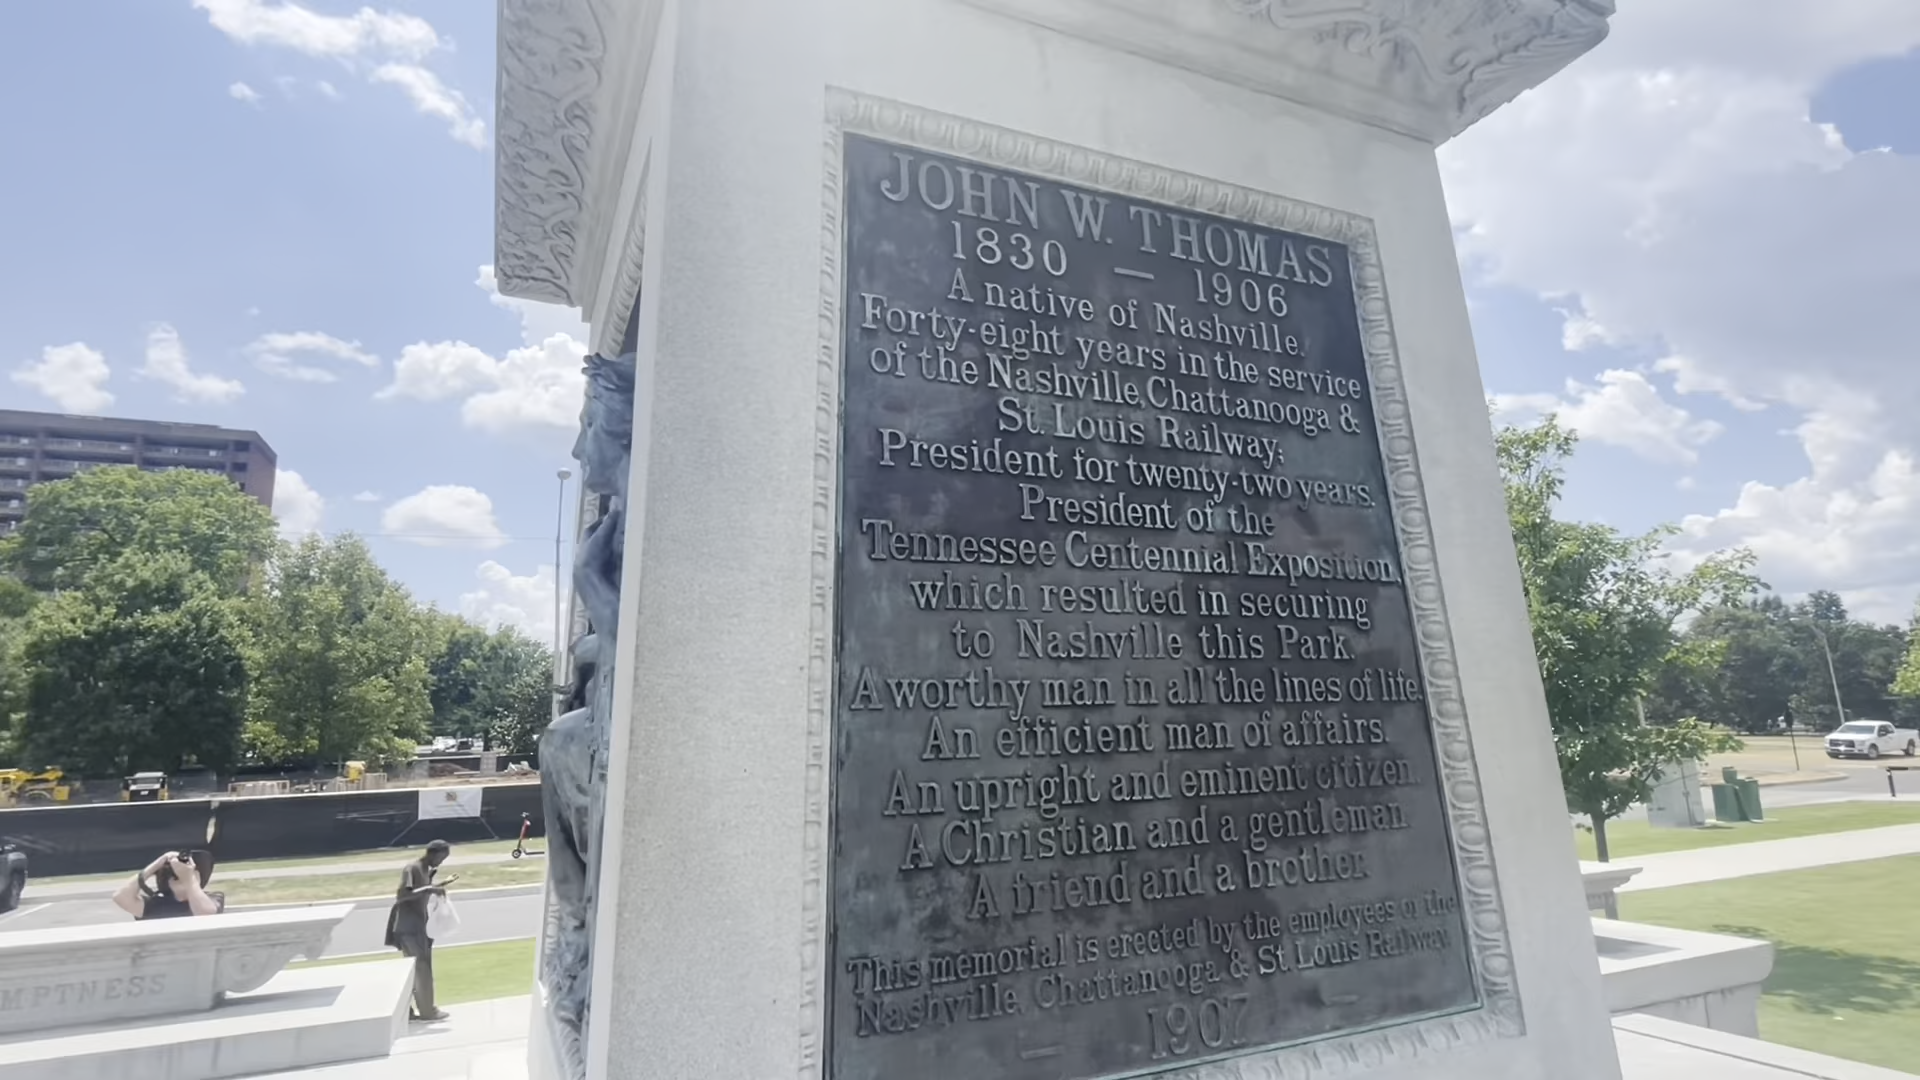 JOHN W. THOMAS
1830 — 1906
A native of Nashville.
Forty-eight years in the service
of the Nashville, Chattanooga &
St. Louis Railway;
President for twenty-two years.
President of the
Tennessee Centennial Exposition,
which resulted in securing
to Nashville this Park.
A worthy man in all the lines of life.
An efficient man of affairs.
An upright and eminent citizen.
A Christian and a gentleman.
A friend and a brother.
This memorial is erected by the employees of the
Nashville, Chattanooga & St Louis Railway.
— 1907 —
MPTNESS